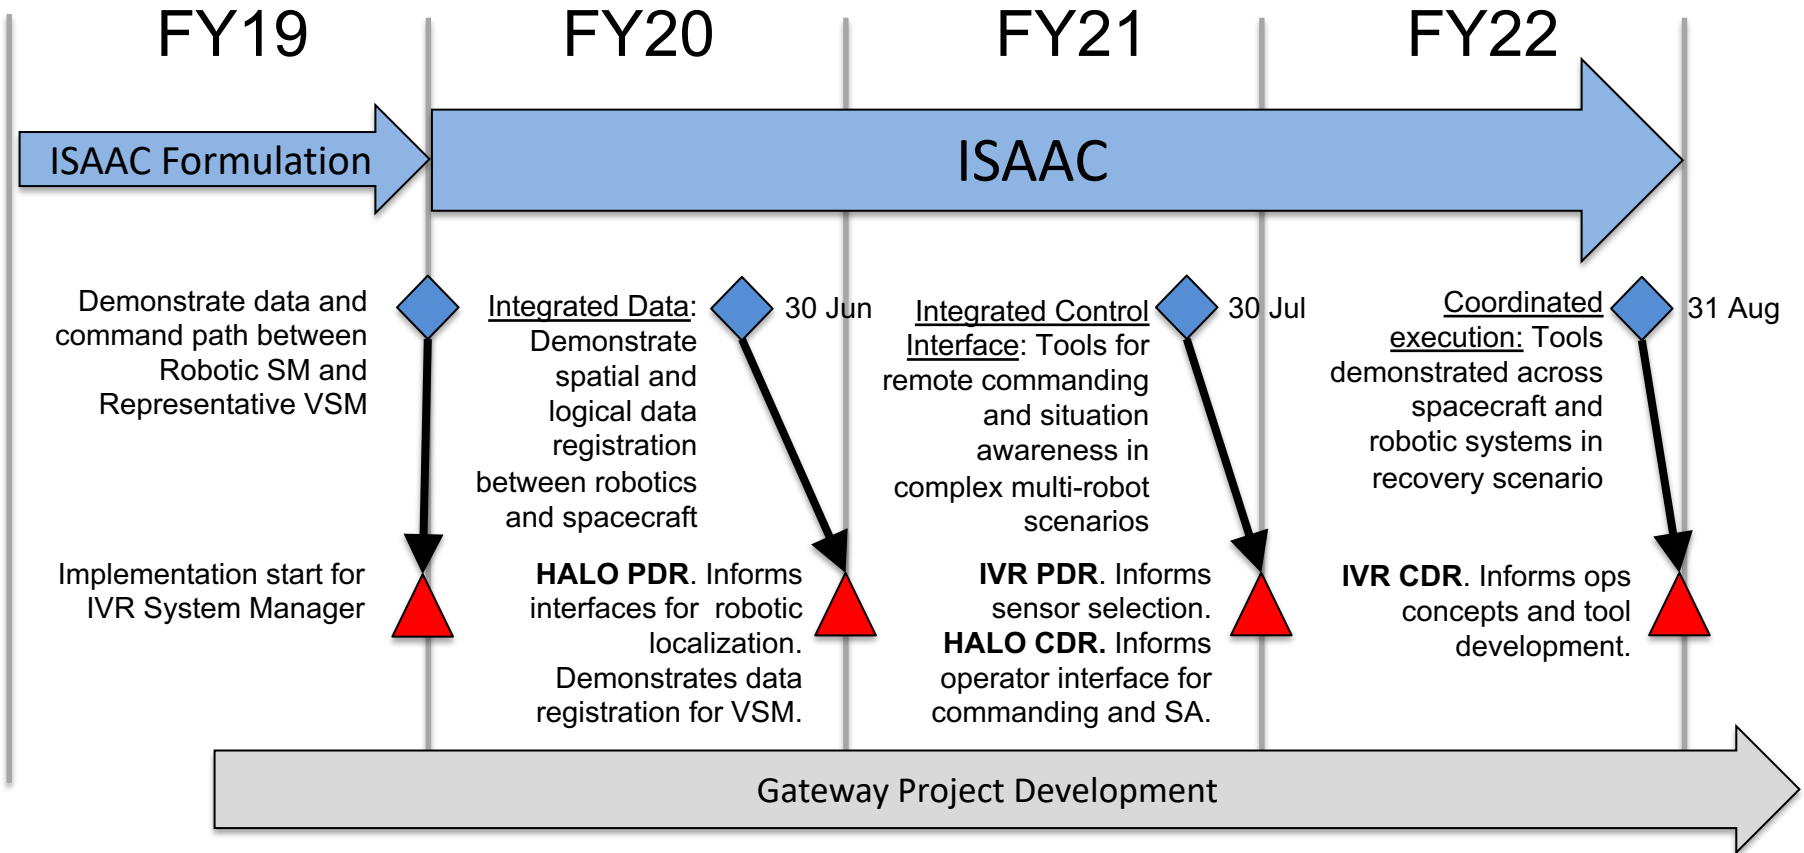 FY19
FY20
FY21
FY22
ISAAC Formulation
ISAAC
Demonstrate data and
command path between
Robotic SM and
Representative VSM
Integrated Data:
Demonstrate
spatial and
logical data
registration
between robotics
and spacecraft
30 Jun
Integrated Control
Interface: Tools for
remote commanding
and situation
awareness in
complex multi-robot
scenarios
30 Jul
Coordinated
execution: Tools
demonstrated across
spacecraft and
robotic systems in
recovery scenario
31 Aug
Implementation start for
IVR System Manager
HALO PDR. Informs
interfaces for robotic
localization.
Demonstrates data
registration for VSM.
IVR PDR. Informs
sensor selection.
HALO CDR. Informs
operator interface for
commanding and SA.
IVR CDR. Informs ops
concepts and tool
development.
Gateway Project Development